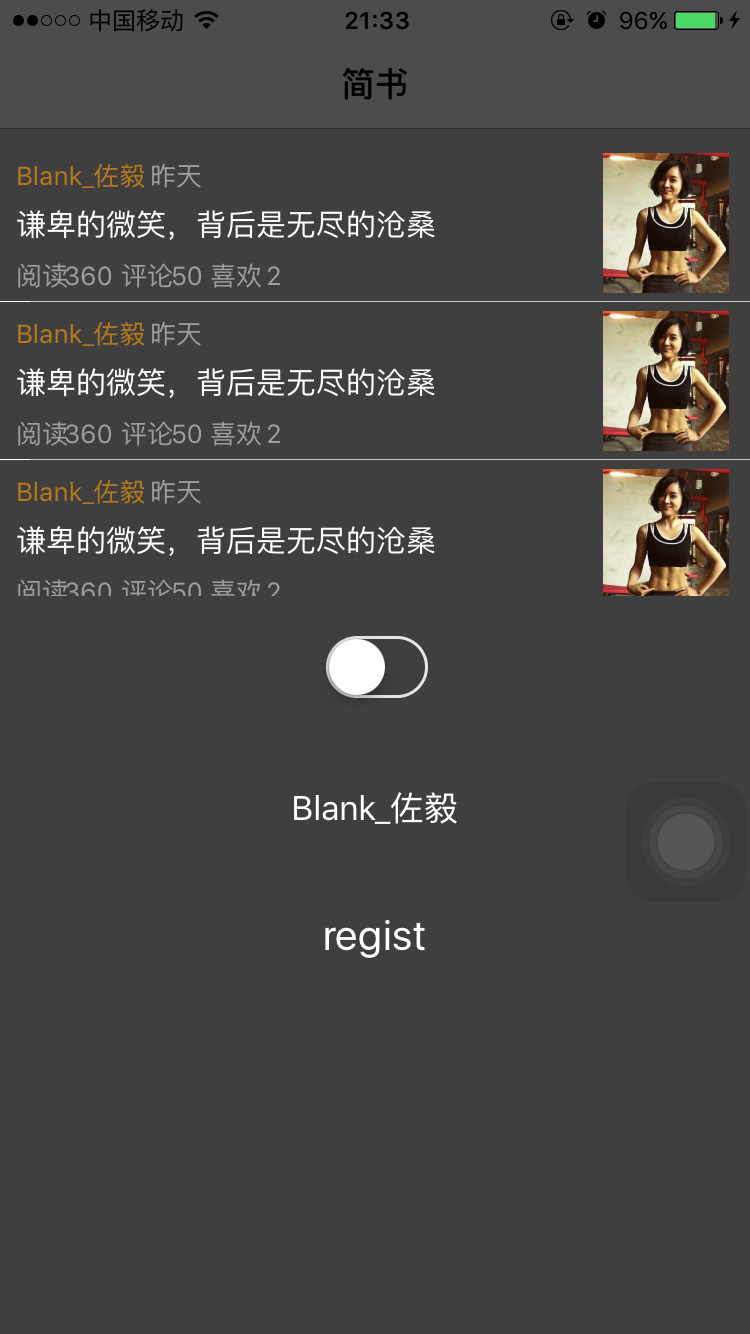 中国移动 21:33 96%
简书
Blank_佐毅 昨天
谦卑的微笑，背后是无尽的沧桑
阅读360 评论50 喜欢 2
Blank_佐毅 昨天
谦卑的微笑，背后是无尽的沧桑
阅读360 评论50 喜欢 2
Blank_佐毅 昨天
谦卑的微笑，背后是无尽的沧桑
阅读360 评论50 喜欢 2
Blank_佐毅
regist